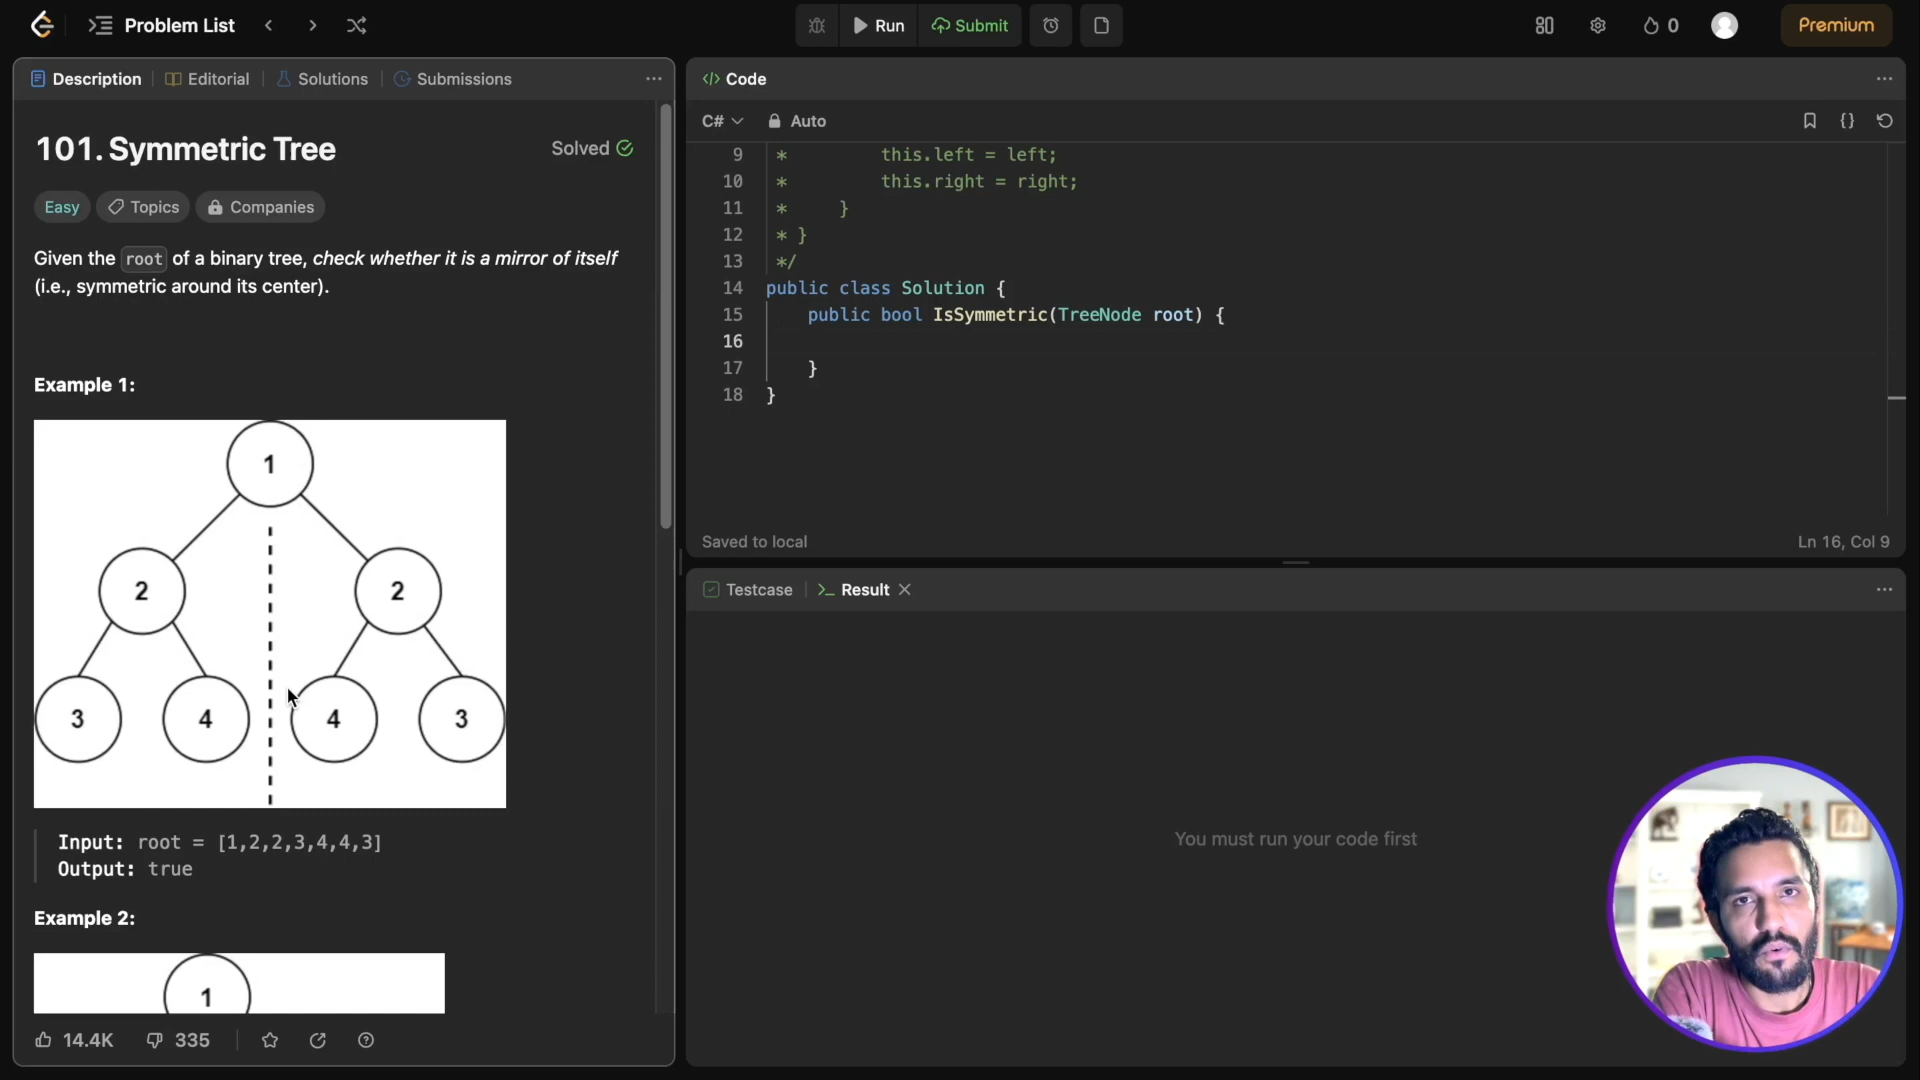 Problem List
Run
Submit
0
Premium
Description
Editorial
Solutions
Submissions
101. Symmetric Tree
Solved
Easy
Topics
Companies
Given the root of a binary tree, check whether it is a mirror of itself
(i.e., symmetric around its center).
Example 1:
1
2 2
3 4 4 3
Input: root = [1,2,2,3,4,4,3]
Output: true
Example 2:
1
14.4K
335
</> Code
C#
Auto
9 * this.left = left;
10 * this.right = right;
11 * }
12 * }
13 */
14 public class Solution {
15 public bool IsSymmetric(TreeNode root) {
16
17 }
18 }
Saved to local
Ln 16, Col 9
Testcase
>_ Result
You must run your code first